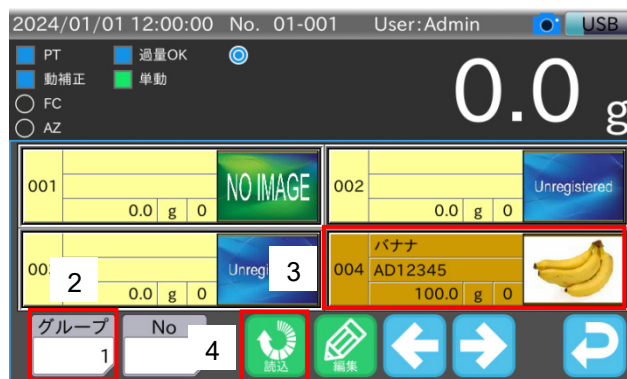 2024/01/01 12:00:00 No. 01-001 User:Admin USB
PT 過量OK
動補正 単動
FC
AZ
0.0 g
001 0.0 g 0 NO IMAGE
002 0.0 g 0 Unregistered
0.0 g 0
バナナ
004 AD12345
100.0 g 0
2
3
4
グループ No
1
読込 編集